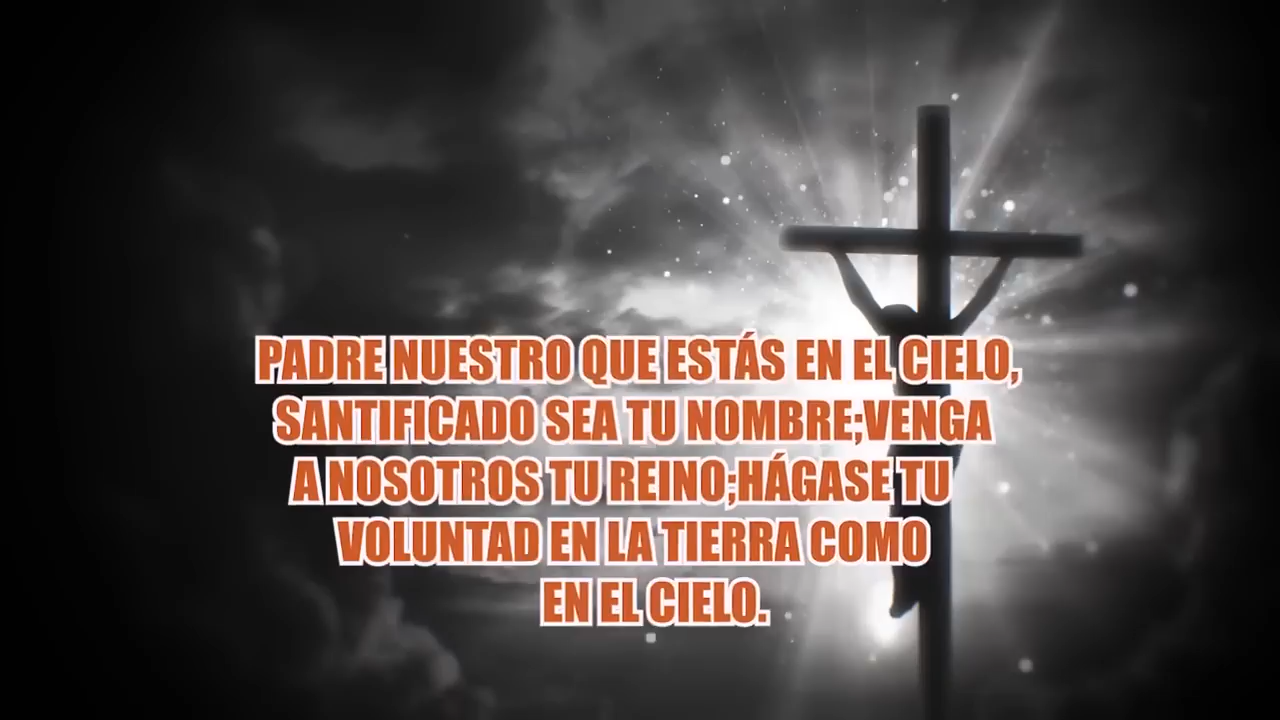 PADRE NUESTRO QUE ESTÁS EN EL CIELO,
SANTIFICADO SEA TU NOMBRE;VENGA
A NOSOTROS TU REINO;HÁGASE TU
VOLUNTAD EN LA TIERRA COMO
EN EL CIELO.